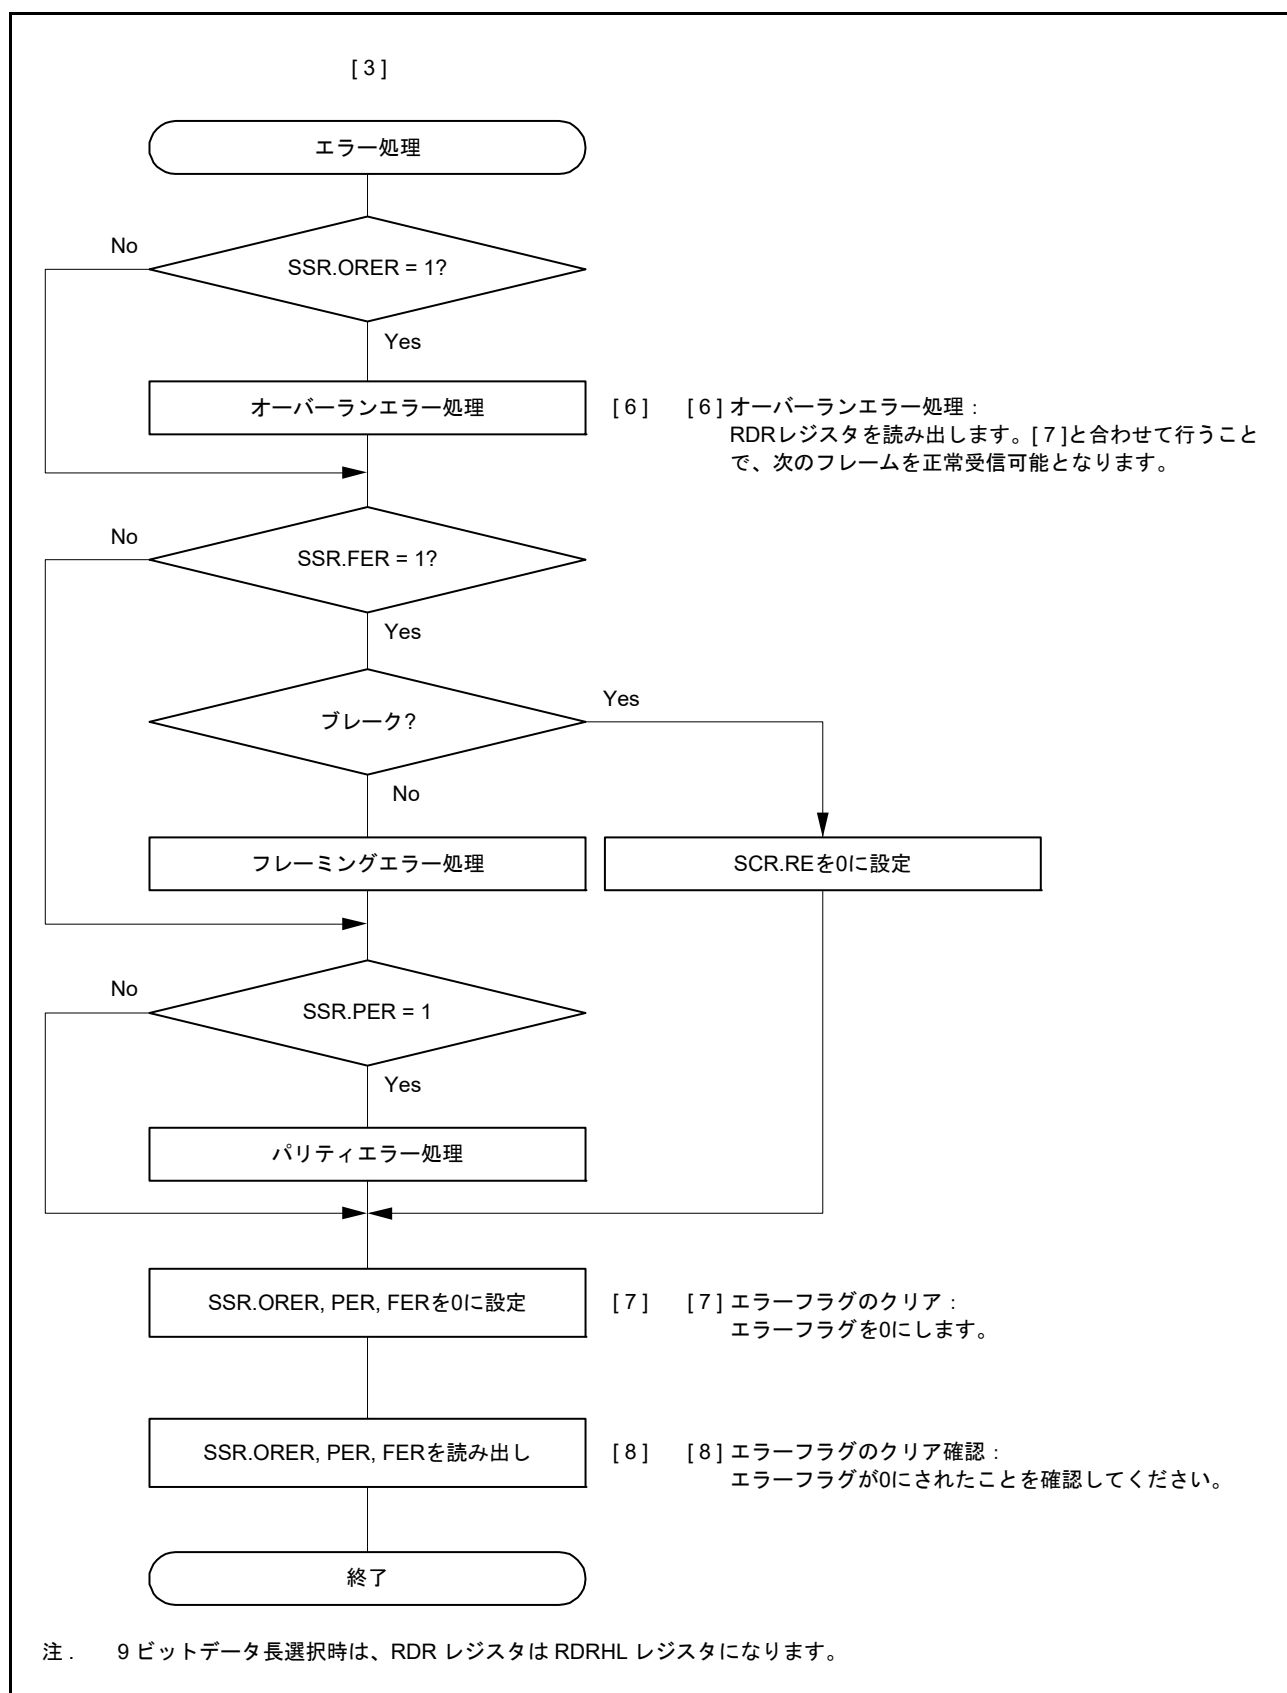 [ 3 ]
エラー処理
No
SSR.ORER = 1?
Yes
オーバーランエラー処理
[ 6 ]
[ 6 ] オーバーランエラー処理：
RDRレジスタを読み出します。[ 7 ]と合わせて行うこと
で、次のフレームを正常受信可能となります。
No
SSR.FER = 1?
Yes
ブレーク?
Yes
No
フレーミングエラー処理
SCR.REを0に設定
No
SSR.PER = 1
Yes
パリティエラー処理
SSR.ORER, PER, FERを0に設定
[ 7 ]
[ 7 ] エラーフラグのクリア：
エラーフラグを0にします。
SSR.ORER, PER, FERを読み出し
[ 8 ]
[ 8 ] エラーフラグのクリア確認：
エラーフラグが0にされたことを確認してください。
終了
注． 9 ビットデータ長選択時は、RDR レジスタは RDRHL レジスタになります。